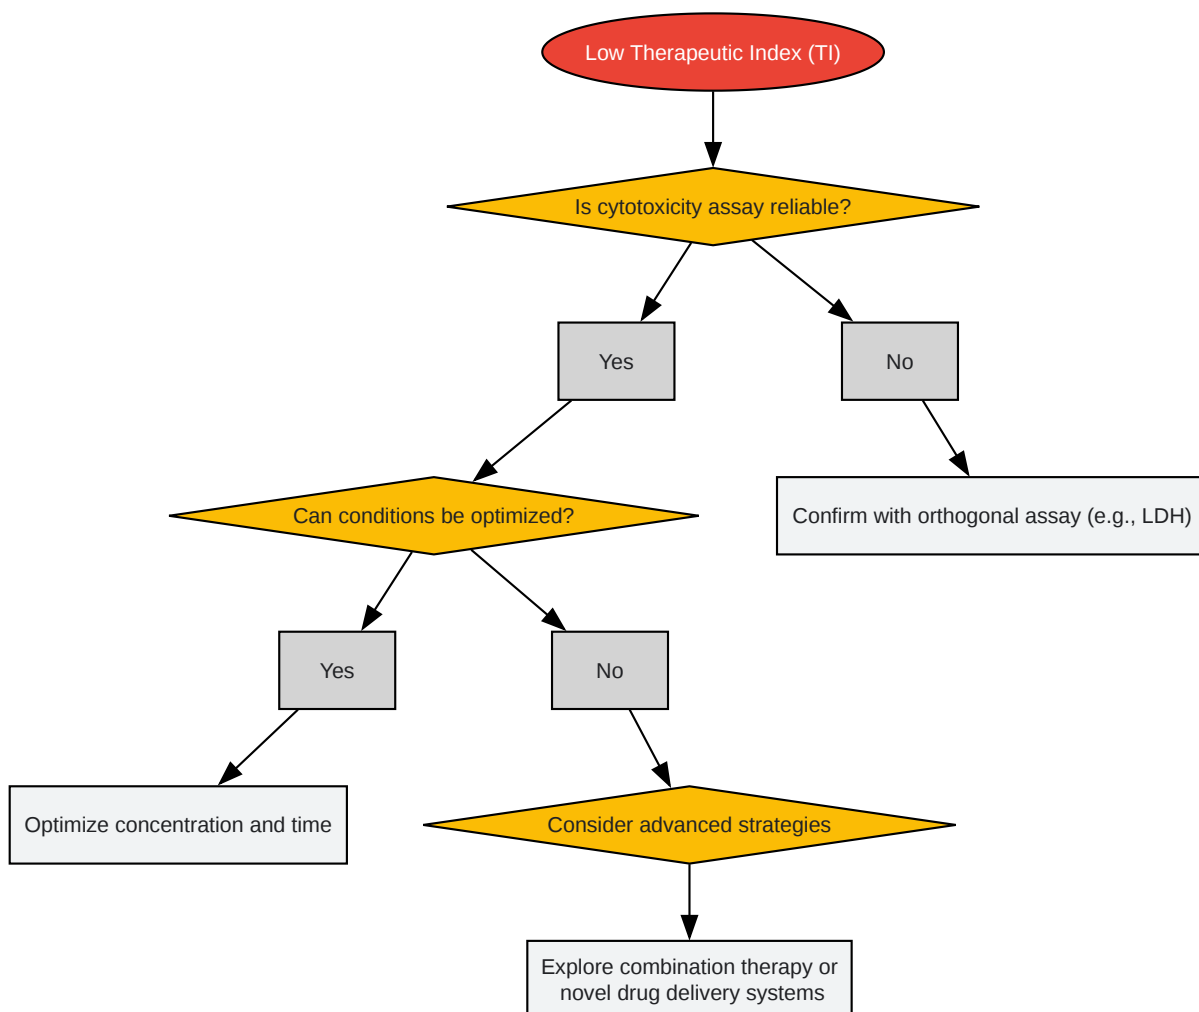 Low Therapeutic Index (TI)
Is cytotoxicity assay reliable?
Yes
No
Can conditions be optimized?
Confirm with orthogonal assay (e.g., LDH)
Yes
No
Optimize concentration and time
Consider advanced strategies
Explore combination therapy or
novel drug delivery systems